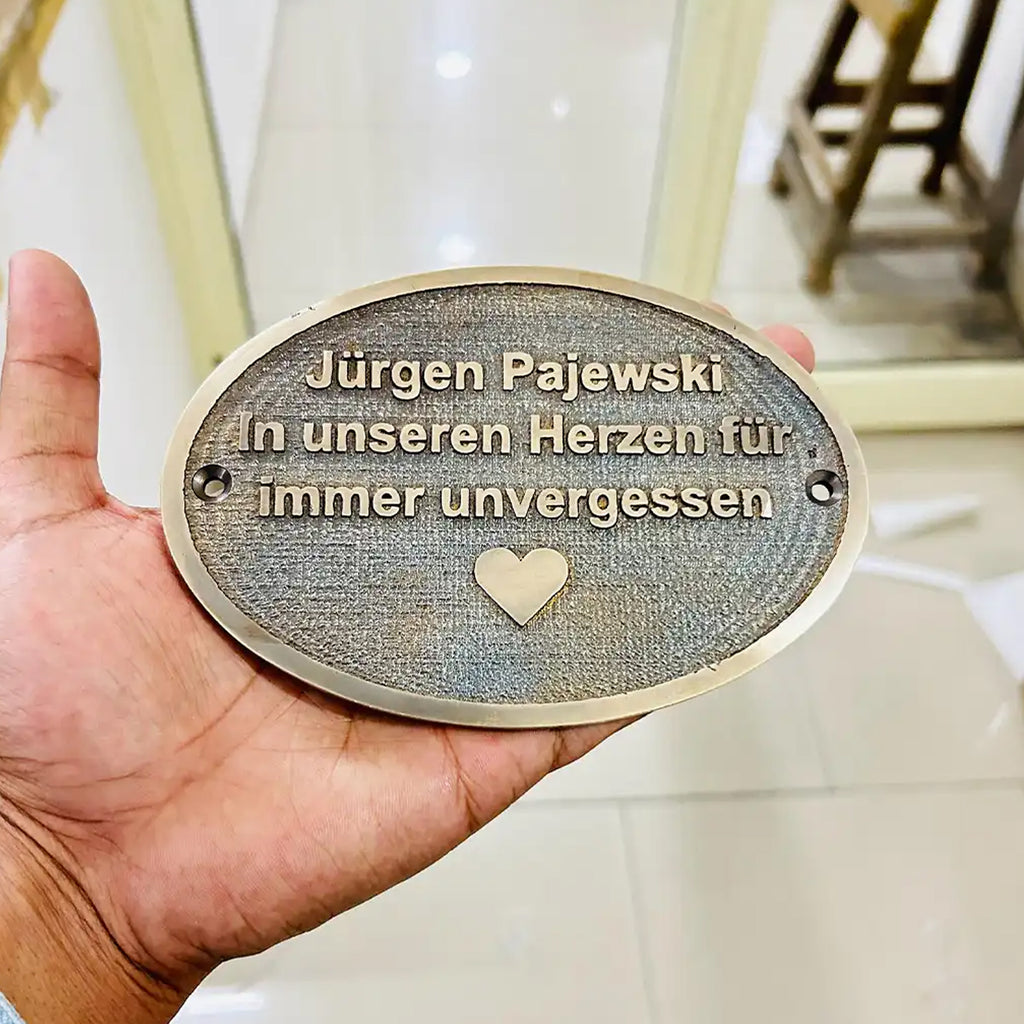 Jürgen Pajewski
In unseren Herzen für
immer unvergessen